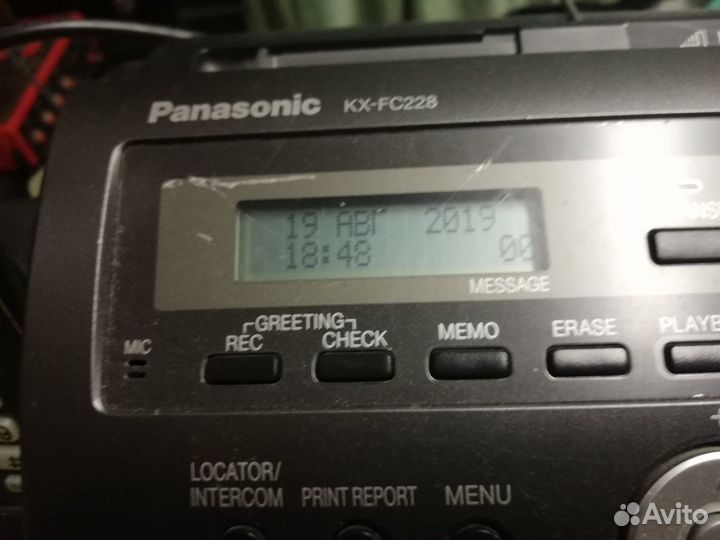 Panasonic KX-FC228
19 АВГ 2019
18:48 00
MESSAGE
GREETING
REC CHECK MEMO ERASE
MIC
LOCATOR/
INTERCOM PRINT REPORT MENU
Avito